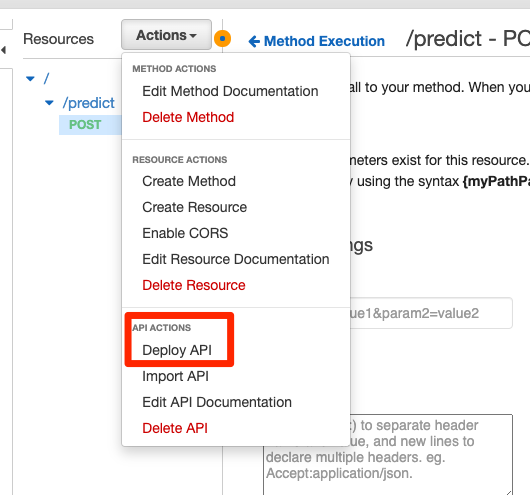 Resources
Actions
Method Execution
/predict - PO
/
/predict
POST
METHOD ACTIONS
Edit Method Documentation
Delete Method
RESOURCE ACTIONS
Create Method
Create Resource
Enable CORS
Edit Resource Documentation
Delete Resource
API ACTIONS
Deploy API
Import API
Edit API Documentation
Delete API
all to your method. When you
meters exist for this resource.
y using the syntax {myPathPa
ngs
ue1&param2=value2
:) to separate header
ue, and new lines to
declare multiple headers. eg.
Accept:application/json.